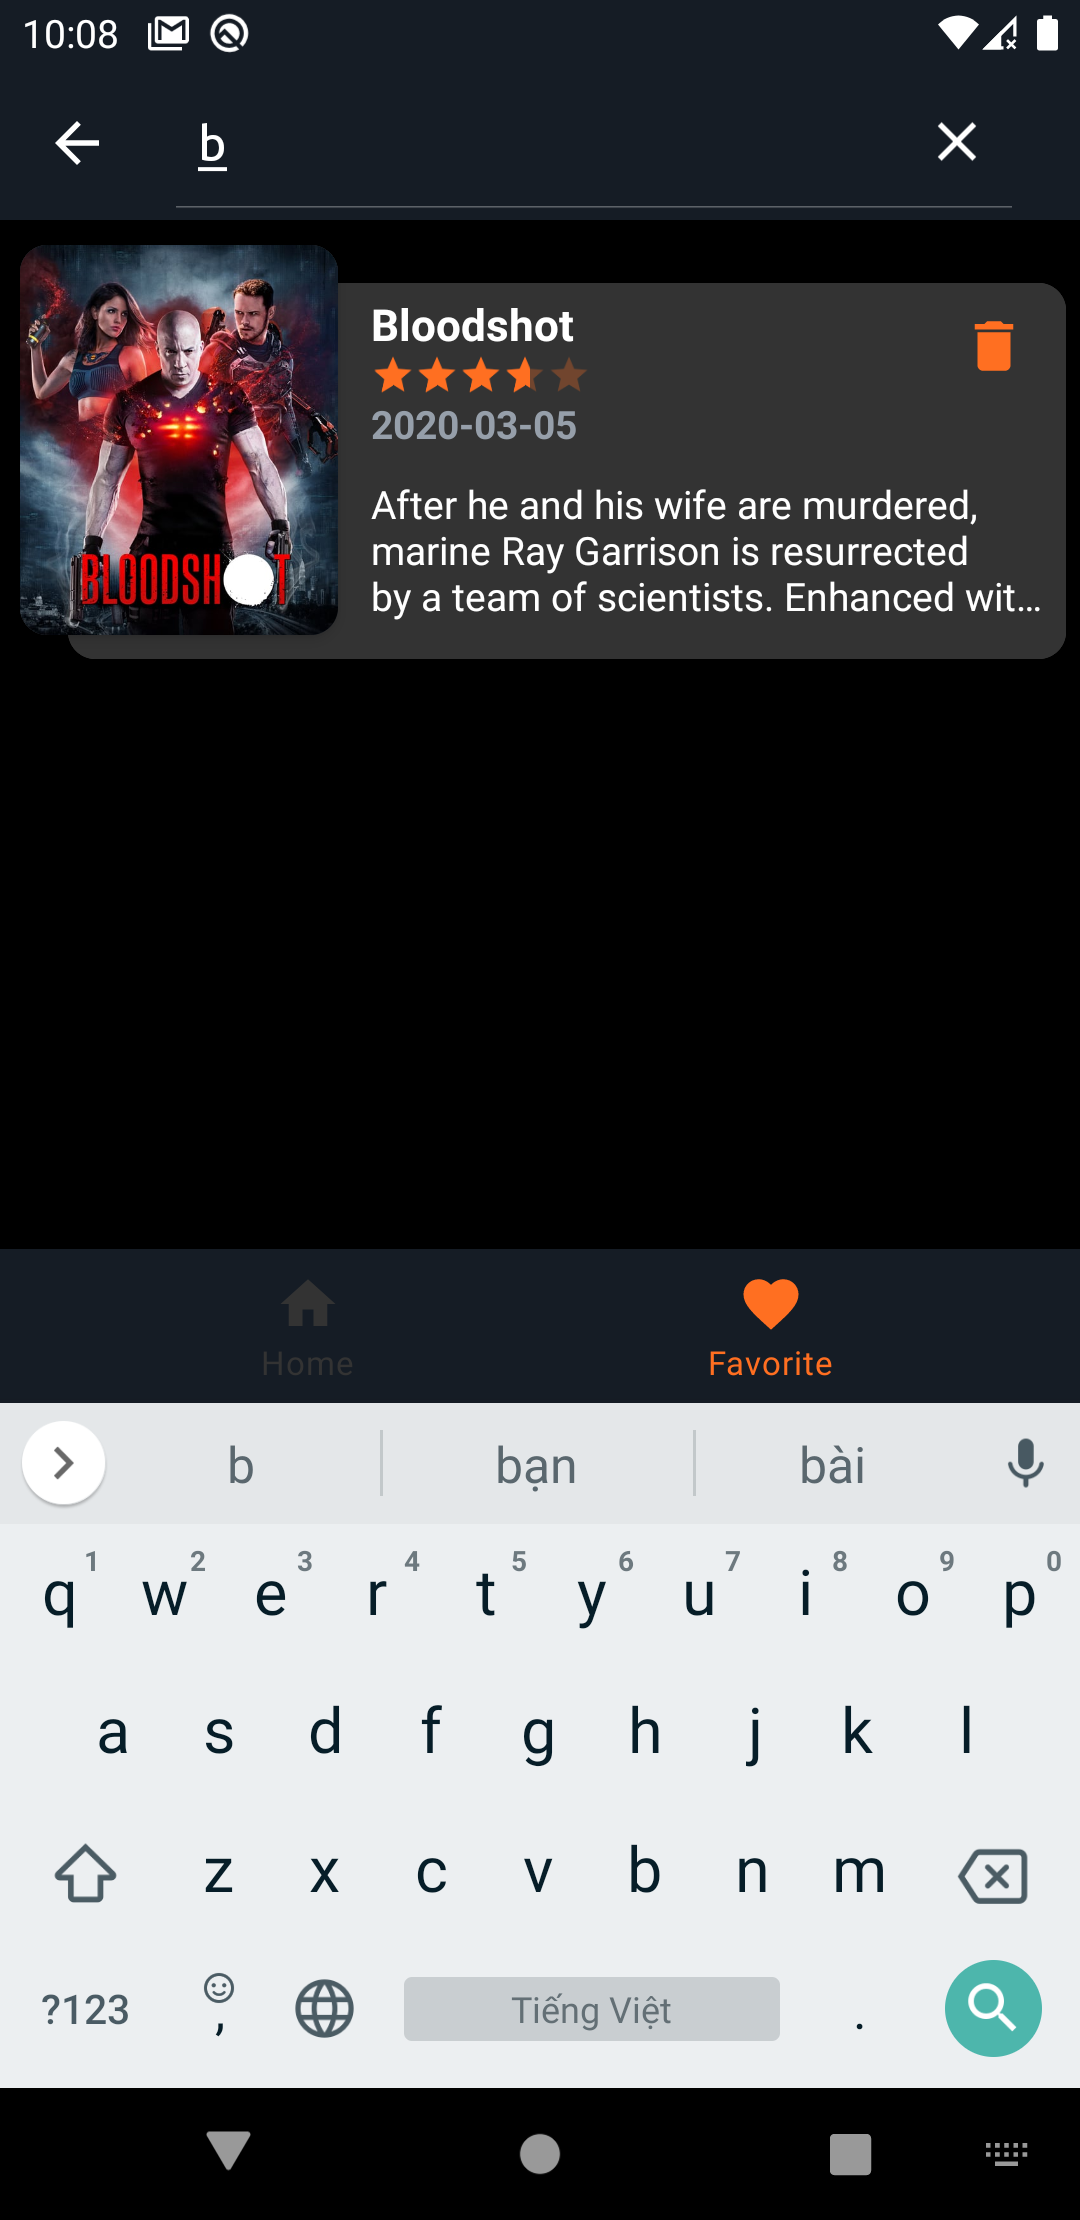 10:08
b
Bloodshot
2020-03-05
After he and his wife are murdered,
marine Ray Garrison is resurrected
by a team of scientists. Enhanced wit...
BLOODSHOT
Home
Favorite
b bạn bài
1 2 3 4 5 6 7 8 9 0
q w e r t y u i o p
a s d f g h j k l
z x c v b n m
?123 , Tiếng Việt .